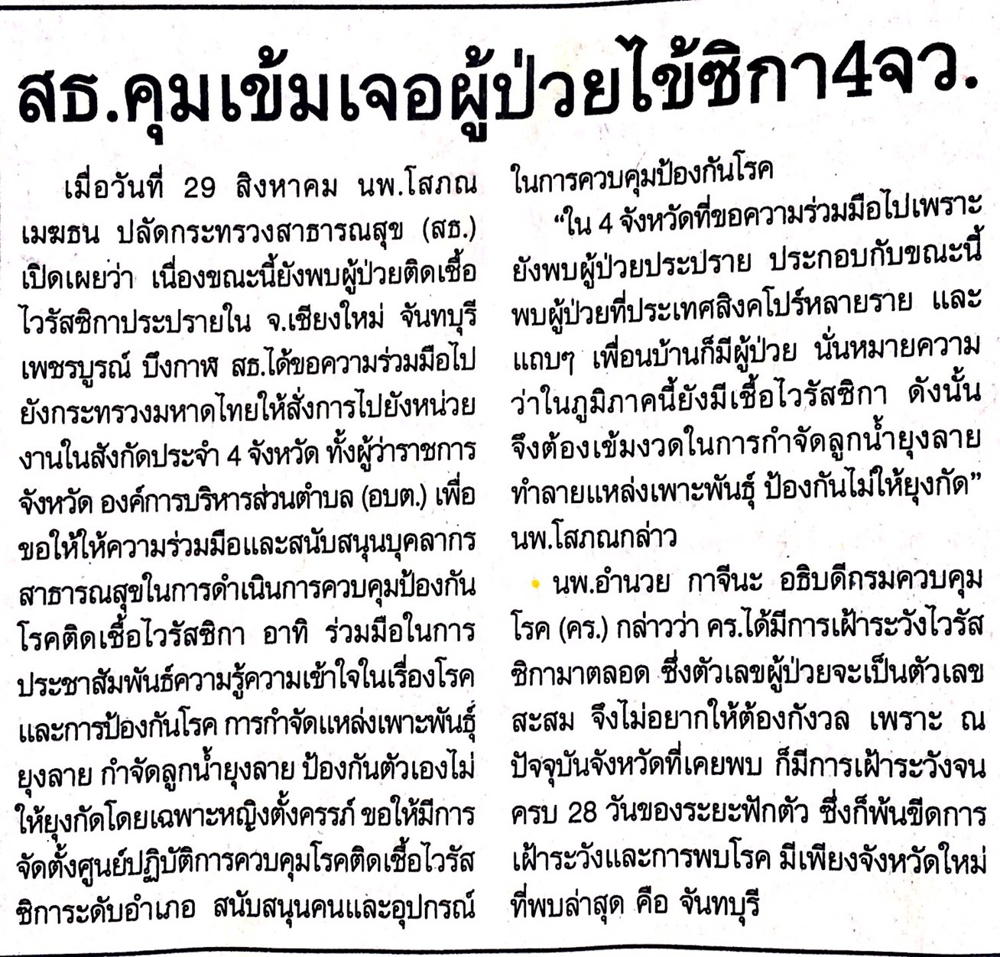 สธ.คุมเข้มเจอผู้ป่วยไข้ซิกา4จว.
เมื่อวันที่ 29 สิงหาคม นพ.โสภณ
เมฆธน ปลัดกระทรวงสาธารณสุข (สธ.)
เปิดเผยว่า เนื่องขณะนี้ยังพบผู้ป่วยติดเชื้อ
ไวรัสซิกาประปรายใน จ.เชียงใหม่ จันทบุรี
เพชรบูรณ์ บึงกาฬ สธ.ได้ขอความร่วมมือไป
ยังกระทรวงมหาดไทยให้สั่งการไปยังหน่วย
งานในสังกัดประจำ 4 จังหวัด ทั้งผู้ว่าราชการ
จังหวัด องค์การบริหารส่วนตำบล (อบต.) เพื่อ
ขอให้ให้ความร่วมมือและสนับสนุนบุคลากร
สาธารณสุขในการดำเนินการควบคุมป้องกัน
โรคติดเชื้อไวรัสซิกา อาทิ ร่วมมือในการ
ประชาสัมพันธ์ความรู้ความเข้าใจในเรื่องโรค
และการป้องกันโรค การกำจัดแหล่งเพาะพันธุ์
ยุงลาย กำจัดลูกน้ำยุงลาย ป้องกันตัวเองไม่
ให้ยุงกัดโดยเฉพาะหญิงตั้งครรภ์ ขอให้มีการ
จัดตั้งศูนย์ปฏิบัติการควบคุมโรคติดเชื้อไวรัส
ซิการะดับอำเภอ สนับสนุนคนและอุปกรณ์
ในการควบคุมป้องกันโรค
“ใน 4 จังหวัดที่ขอความร่วมมือไปเพราะ
ยังพบผู้ป่วยประปราย ประกอบกับขณะนี้
พบผู้ป่วยที่ประเทศสิงคโปร์หลายราย และ
แถบๆ เพื่อนบ้านก็มีผู้ป่วย นั่นหมายความ
ว่าในภูมิภาคนี้ยังมีเชื้อไวรัสซิกา ดังนั้น
จึงต้องเข้มงวดในการกำจัดลูกน้ำยุงลาย
ทำลายแหล่งเพาะพันธุ์ ป้องกันไม่ให้ยุงกัด”
นพ.โสภณกล่าว
นพ.อำนวย กาจีนะ อธิบดีกรมควบคุม
โรค (คร.) กล่าวว่า คร.ได้มีการเฝ้าระวังไวรัส
ซิกามาตลอด ซึ่งตัวเลขผู้ป่วยจะเป็นตัวเลข
สะสม จึงไม่อยากให้ต้องกังวล เพราะ ณ
ปัจจุบันจังหวัดที่เคยพบ ก็มีการเฝ้าระวังจน
ครบ 28 วันของระยะฟักตัว ซึ่งก็พ้นขีดการ
เฝ้าระวังและการพบโรค มีเพียงจังหวัดใหม่
ที่พบล่าสุด คือ จันทบุรี